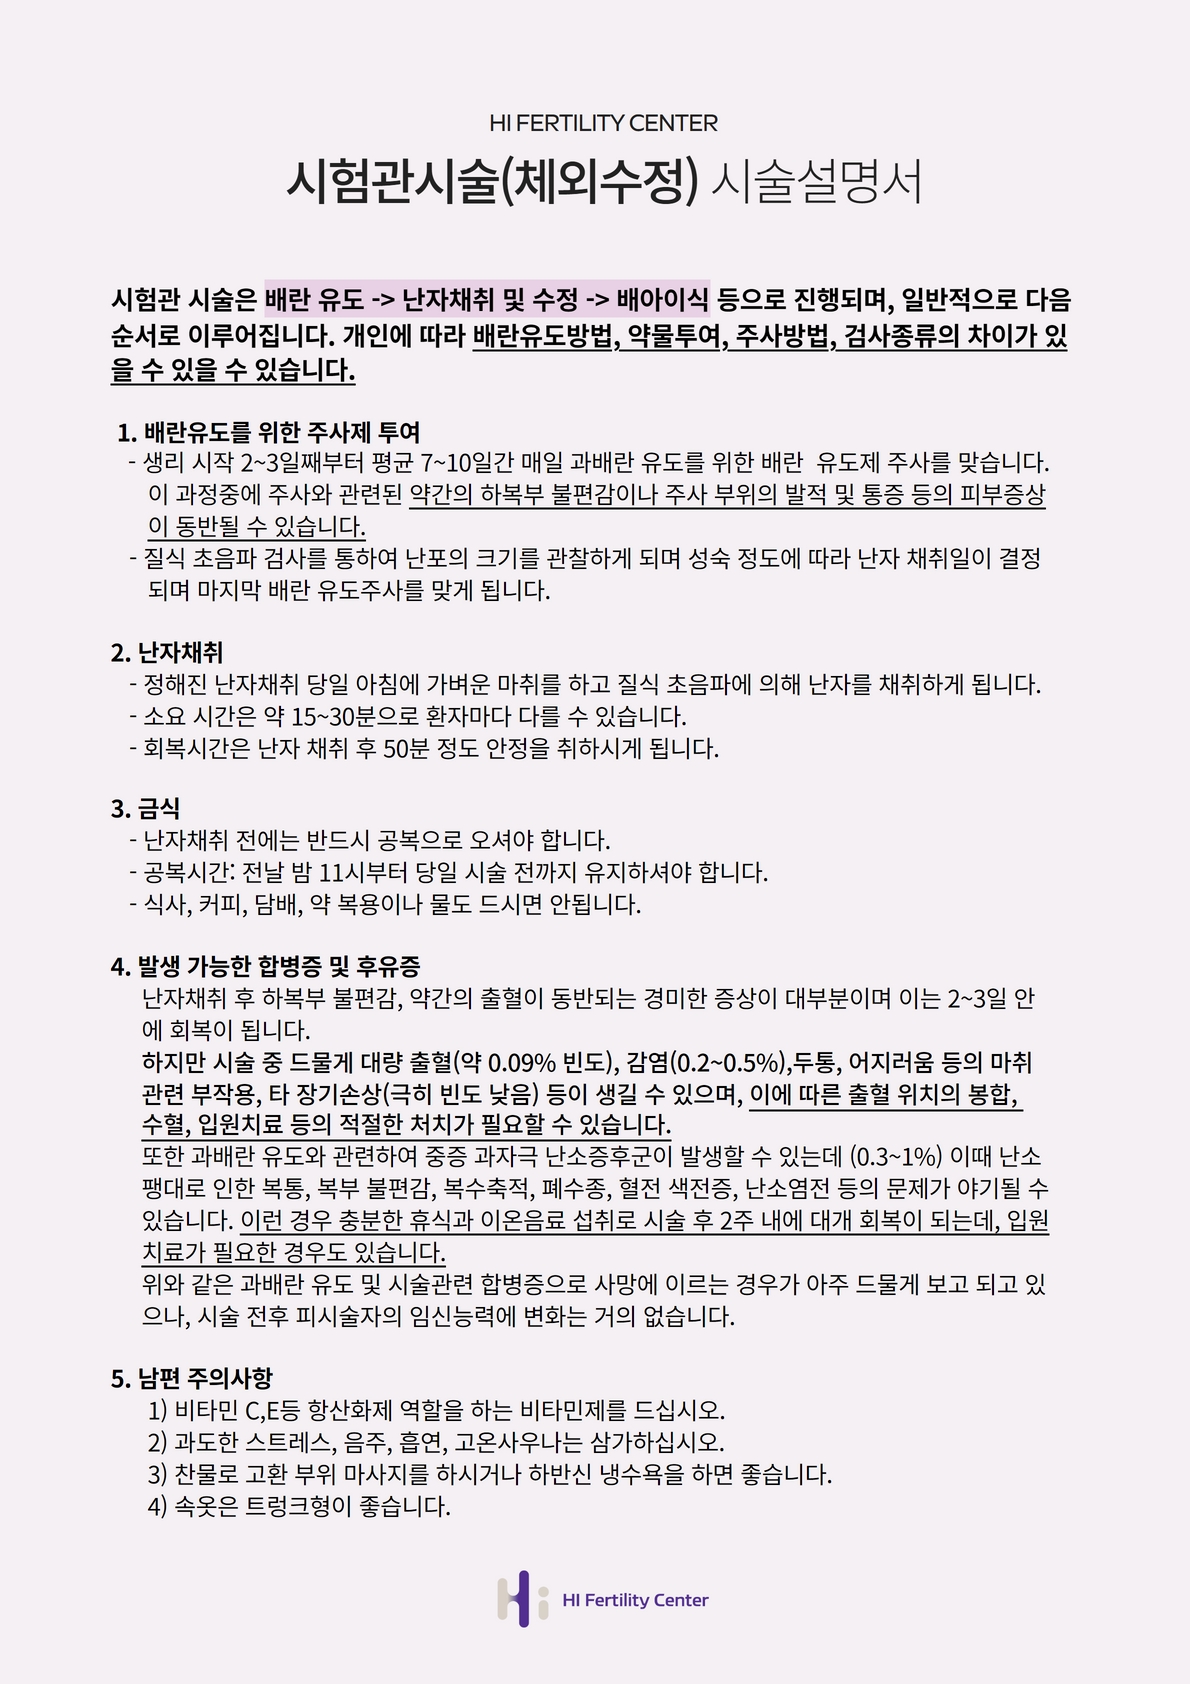 HI FERTILITY CENTER
시험관시술(체외수정) 시술설명서
시험관 시술은 배란 유도 -> 난자채취 및 수정 -> 배아이식 등으로 진행되며, 일반적으로 다음
순서로 이루어집니다. 개인에 따라 배란유도방법, 약물투여, 주사방법, 검사종류의 차이가 있
을 수 있을 수 있습니다.
1. 배란유도를 위한 주사제 투여
- 생리 시작 2~3일째부터 평균 7~10일간 매일 과배란 유도를 위한 배란 유도제 주사를 맞습니다.
이 과정중에 주사와 관련된 약간의 하복부 불편감이나 주사 부위의 발적 및 통증 등의 피부증상
이 동반될 수 있습니다.
- 질식 초음파 검사를 통하여 난포의 크기를 관찰하게 되며 성숙 정도에 따라 난자 채취일이 결정
되며 마지막 배란 유도주사를 맞게 됩니다.
2. 난자채취
- 정해진 난자채취 당일 아침에 가벼운 마취를 하고 질식 초음파에 의해 난자를 채취하게 됩니다.
- 소요 시간은 약 15~30분으로 환자마다 다를 수 있습니다.
- 회복시간은 난자 채취 후 50분 정도 안정을 취하시게 됩니다.
3. 금식
- 난자채취 전에는 반드시 공복으로 오셔야 합니다.
- 공복시간: 전날 밤 11시부터 당일 시술 전까지 유지하셔야 합니다.
- 식사, 커피, 담배, 약 복용이나 물도 드시면 안됩니다.
4. 발생 가능한 합병증 및 후유증
난자채취 후 하복부 불편감, 약간의 출혈이 동반되는 경미한 증상이 대부분이며 이는 2~3일 안
에 회복이 됩니다.
하지만 시술 중 드물게 대량 출혈(약 0.09% 빈도), 감염(0.2~0.5%),두통, 어지러움 등의 마취
관련 부작용, 타 장기손상(극히 빈도 낮음) 등이 생길 수 있으며, 이에 따른 출혈 위치의 봉합,
수혈, 입원치료 등의 적절한 처치가 필요할 수 있습니다.
또한 과배란 유도와 관련하여 중증 과자극 난소증후군이 발생할 수 있는데 (0.3~1%) 이때 난소
팽대로 인한 복통, 복부 불편감, 복수축적, 폐수종, 혈전 색전증, 난소염전 등의 문제가 야기될 수
있습니다. 이런 경우 충분한 휴식과 이온음료 섭취로 시술 후 2주 내에 대개 회복이 되는데, 입원
치료가 필요한 경우도 있습니다.
위와 같은 과배란 유도 및 시술관련 합병증으로 사망에 이르는 경우가 아주 드물게 보고 되고 있
으나, 시술 전후 피시술자의 임신능력에 변화는 거의 없습니다.
5. 남편 주의사항
1) 비타민 C,E등 항산화제 역할을 하는 비타민제를 드십시오.
2) 과도한 스트레스, 음주, 흡연, 고온사우나는 삼가하십시오.
3) 찬물로 고환 부위 마사지를 하시거나 하반신 냉수욕을 하면 좋습니다.
4) 속옷은 트렁크형이 좋습니다.
Hi HI Fertility Center